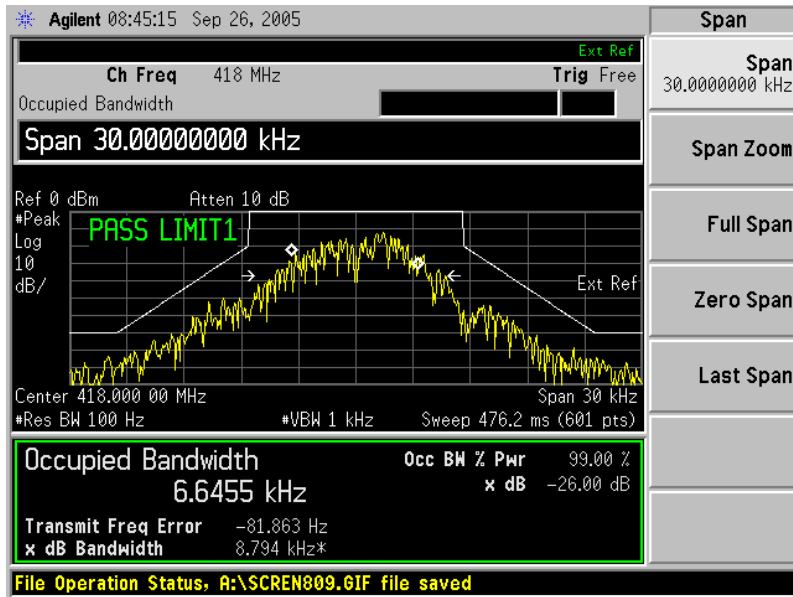 Agilent 08:45:15 Sep 26, 2005
Span
Ext Ref
Ch Freq 418 MHz Trig Free
Occupied Bandwidth
Span 30.00000000 kHz
Ref 0 dBm Atten 10 dB
#Peak
Log
10
dB/
PASS LIMIT1
Ext Ref
Center 418.000 00 MHz Span 30 kHz
#Res BW 100 Hz #VBW 1 kHz Sweep 476.2 ms (601 pts)
Occupied Bandwidth Occ BW % Pwr 99.00 %
6.6455 kHz x dB -26.00 dB
Transmit Freq Error -81.863 Hz
x dB Bandwidth 8.794 kHz*
File Operation Status, A:\SCREN809.GIF file saved
Span
30.0000000 kHz
Span Zoom
Full Span
Zero Span
Last Span